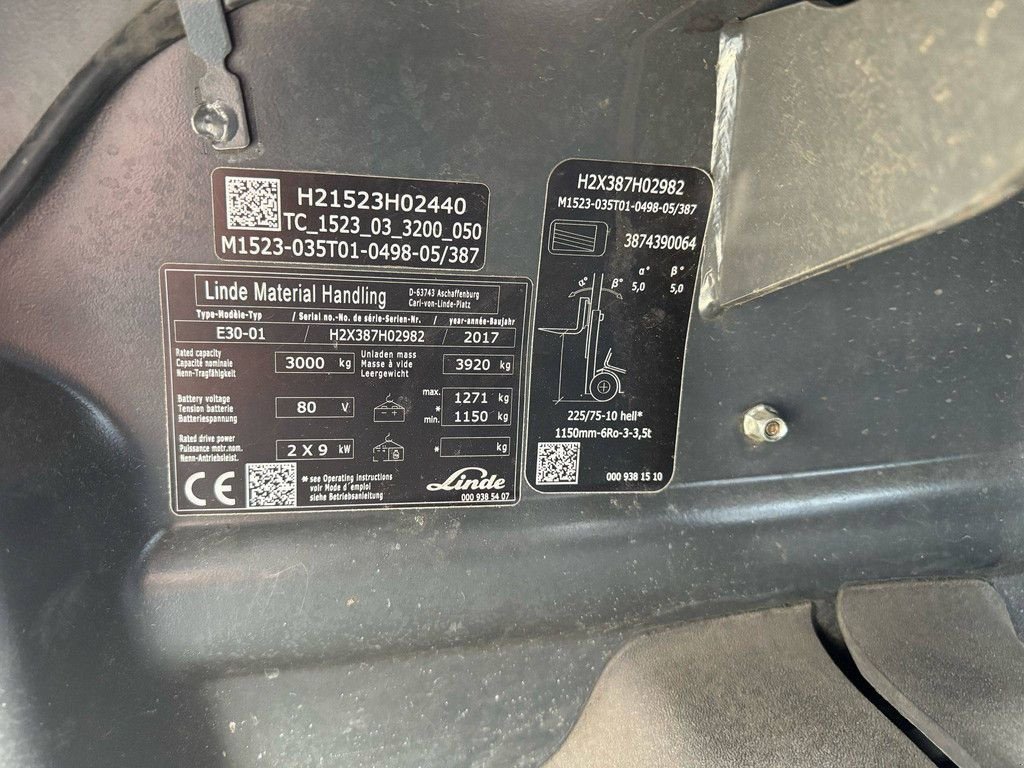 H21523H02440
TC_1523_03_3200_050
M1523-035T01-0498-05/387
Linde Material Handling
D-63743 Aschaffenburg
Carl-von-Linde-Platz
Type-Modèle-Typ / Serial no.-No. de série-Serien-Nr. / year-année-Baujahr
E30-01 / H2X387H02982 / 2017
Rated capacity
Capacité nominale
Nenn-Tragfähigkeit
3000 kg
Unladen mass
Masse à vide
Leergewicht
3920 kg
Battery voltage
Tension batterie
Batteriespannung
80 V
- +
max. 1271 kg
*
min. 1150 kg
Rated drive power
Puissance motr.nom.
Nenn-Antriebsleist.
2 X 9 kW
L
* kg
CE
* see Operating instructions
voir Mode d´emploi
siehe Betriebsanleitung
Linde
000 938 54 07
H2X387H02982
M1523-035T01-0498-05/387
3874390064
α° β°
5,0 5,0
α° β°
225/75-10 hell*
1150mm-6Ro-3-3,5t
000 938 15 10